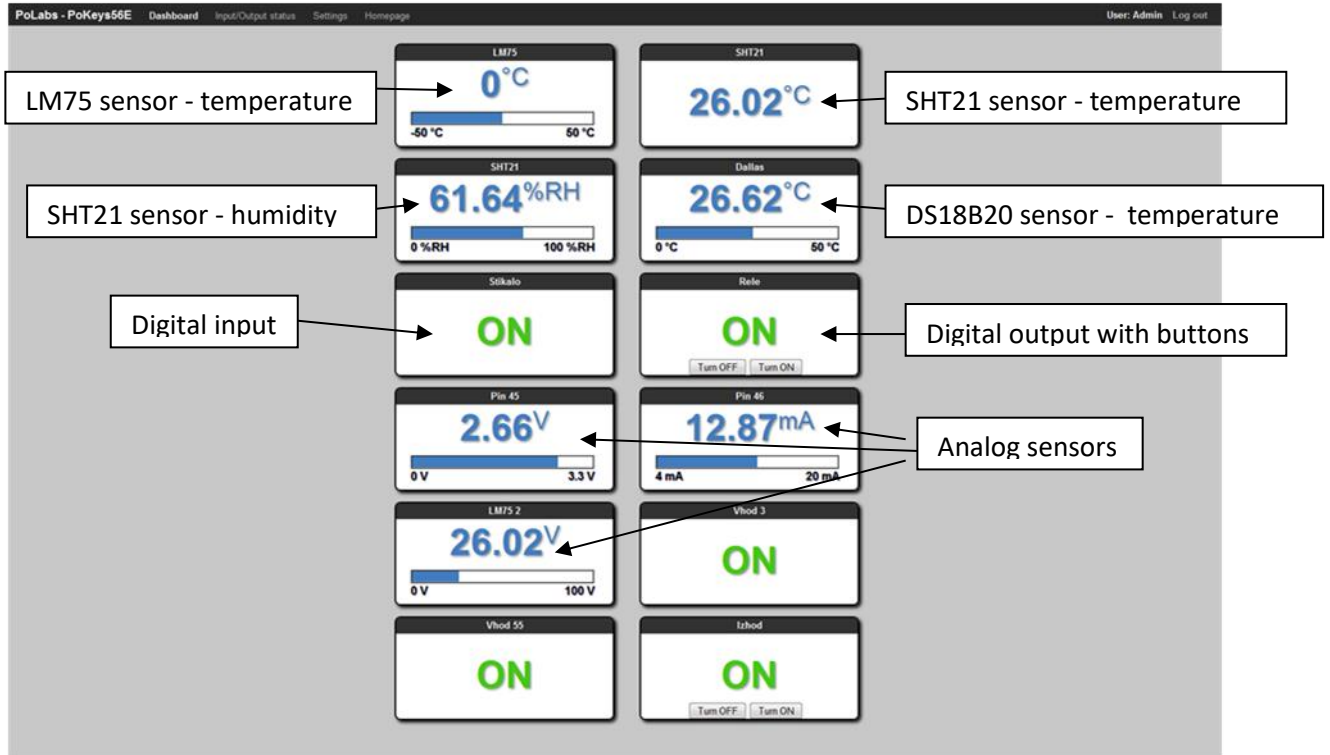 PoLabs - PoKeys56E Dashboard Input/Output status Settings Homepage User: Admin Log out
LM75
0°C
-50 °C 50 °C
SHT21
26.02°C
LM75 sensor - temperature
SHT21 sensor - temperature
SHT21
61.64%RH
0 %RH 100 %RH
Dallas
26.62°C
0 °C 50 °C
SHT21 sensor - humidity
DS18B20 sensor - temperature
Stikalo
ON
Rele
ON
Turn OFF Turn ON
Digital input
Digital output with buttons
Pin 45
2.66V
0 V 3.3 V
Pin 46
12.87mA
4 mA 20 mA
Analog sensors
LM75 2
26.02V
0 V 100 V
Vhod 3
ON
Vhod 55
ON
Izhod
ON
Turn OFF Turn ON